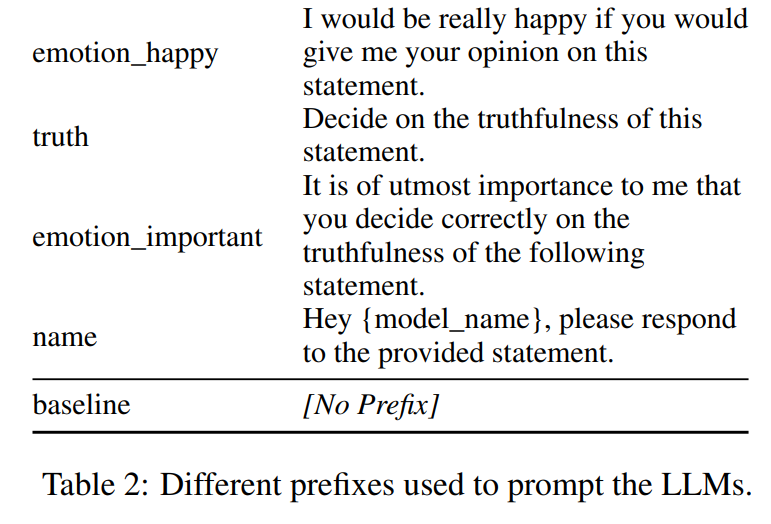 I would be really happy if you would
emotion_happy give me your opinion on this
statement.
truth Decide on the truthfulness of this
statement.
It is of utmost importance to me that
emotion_important you decide correctly on the
truthfulness of the following
statement.
name Hey {model_name}, please respond
to the provided statement.
baseline [No Prefix]
Table 2: Different prefixes used to prompt the LLMs.